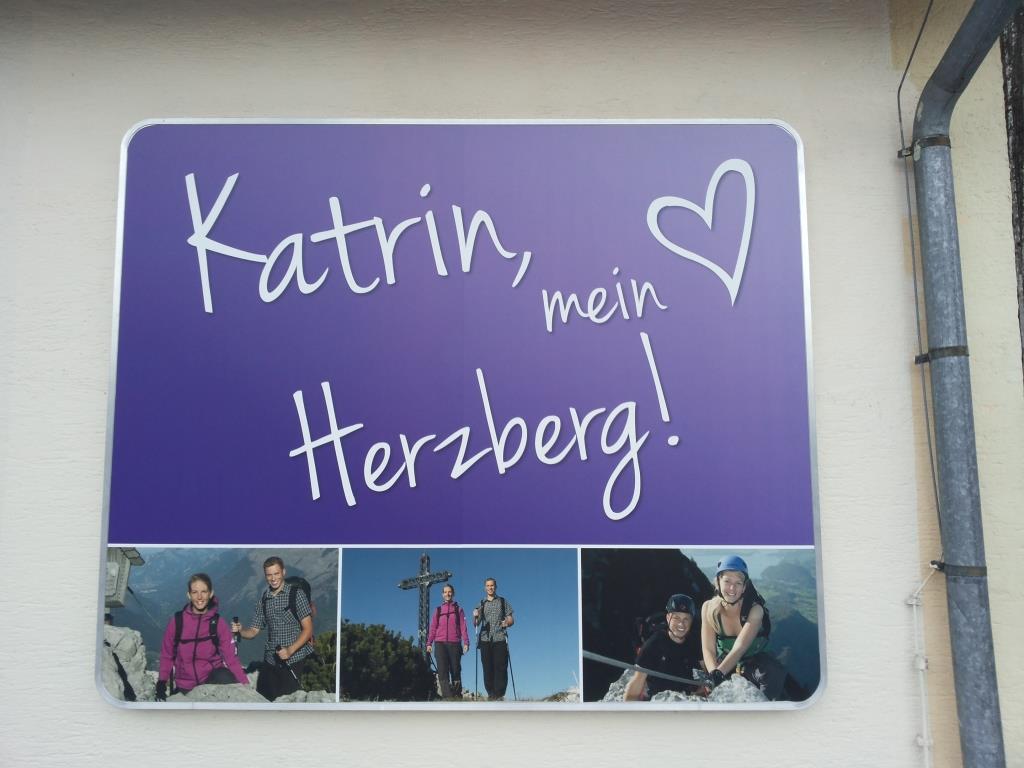 Katrin,
mein
Herzberg!